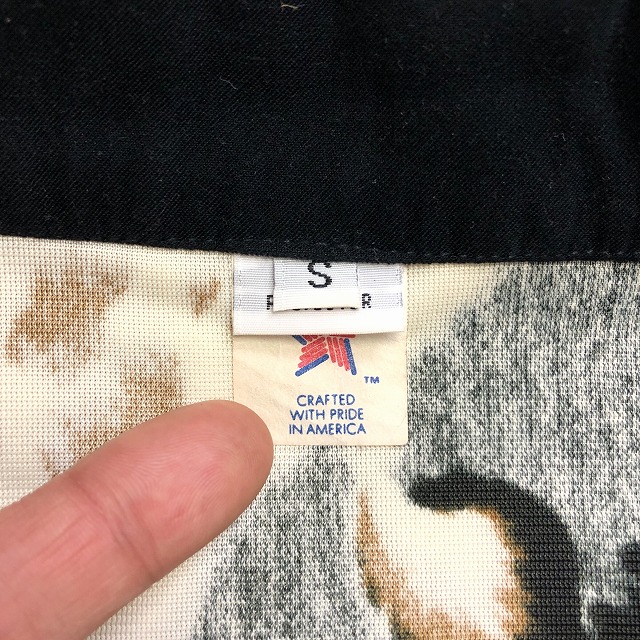 S
TM
CRAFTED
WITH PRIDE
IN AMERICA